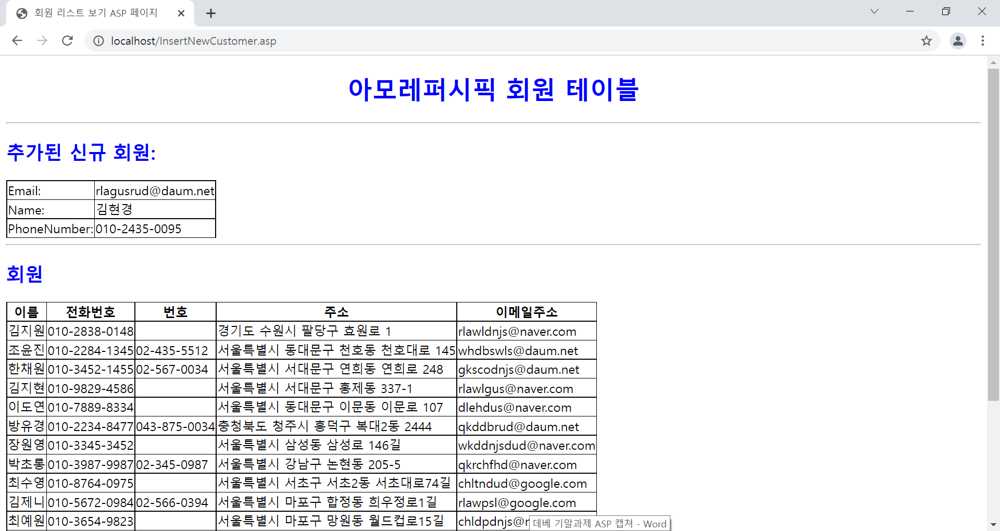 회원 리스트 보기 ASP 페이지
localhost/InsertNewCustomer.asp
아모레퍼시픽 회원 테이블
추가된 신규 회원:
Email: rlagusrud@daum.net
Name: 김현경
PhoneNumber: 010-2435-0095
회원
이름 전화번호 번호 주소 이메일주소
김지원 010-2838-0148 경기도 수원시 팔당구 효원로 1 rlawldnjs@naver.com
조윤진 010-2284-1345 02-435-5512 서울특별시 동대문구 천호동 천호대로 145 whdbswls@daum.net
한채원 010-3452-1455 02-567-0034 서울특별시 서대문구 연희동 연희로 248 gkscodnjs@daum.net
김지현 010-9829-4586 서울특별시 서대문구 홍제동 337-1 rlawlgus@naver.com
이도연 010-7889-8334 서울특별시 동대문구 이문동 이문로 107 dlehdus@naver.com
방유경 010-2234-8477 043-875-0034 충청북도 청주시 흥덕구 복대2동 2444 qkddbrud@daum.net
장원영 010-3345-3452 서울특별시 삼성동 삼성로 146길 wkddnjsdud@naver.com
박초롱 010-3987-9987 02-345-0987 서울특별시 강남구 논현동 205-5 qkrchfhd@naver.com
최수영 010-8764-0975 서울특별시 서초구 서초2동 서초대로74길 chltndud@google.com
김제니 010-5672-0984 02-566-0394 서울특별시 마포구 합정동 희우정로1길 rlawpsl@google.com
최예원 010-3654-9823 서울특별시 마포구 망원동 월드컵로15길 chldpdnjs@
데베 기말과제 ASP 캡쳐 - Word